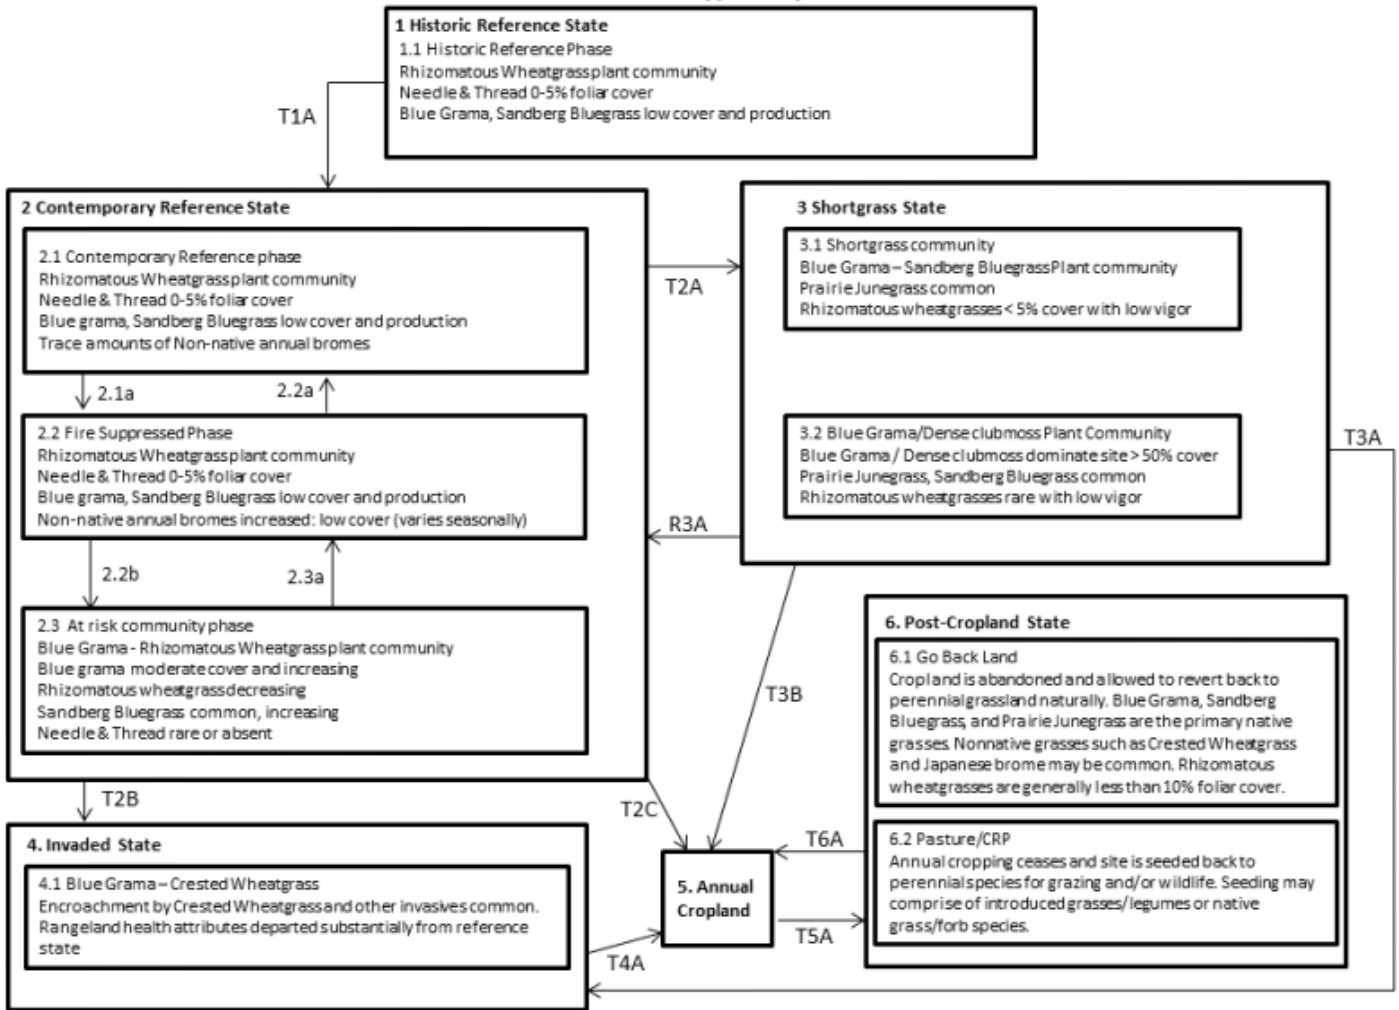 1 Historic Reference State
1.1 Historic Reference Phase
Rhizomatous Wheatgrass plant community
Needle & Thread 0-5% foliar cover
Blue Grama, Sandberg Bluegrass low cover and production
T1A
2 Contemporary Reference State
2.1 Contemporary Reference phase
Rhizomatous Wheatgrass plant community
Needle & Thread 0-5% foliar cover
Blue grama, Sandberg Bluegrass low cover and production
Trace amounts of Non-native annual bromes
2.1a
2.2a
2.2 Fire Suppressed Phase
Rhizomatous Wheatgrass plant community
Needle & Thread 0-5% foliar cover
Blue grama, Sandberg Bluegrass low cover and production
Non-native annual bromes increased: low cover (varies seasonally)
2.2b
2.3a
2.3 At risk community phase
Blue Grama - Rhizomatous Wheatgrass plant community
Blue grama moderate cover and increasing
Rhizomatous wheatgrass decreasing
Sandberg Bluegrass common, increasing
Needle & Thread rare or absent
T2A
3 Shortgrass State
3.1 Shortgrass community
Blue Grama – Sandberg Bluegrass Plant community
Prairie Junegrass common
Rhizomatous wheatgrasses < 5% cover with low vigor
3.2 Blue Grama/Dense clubmoss Plant Community
Blue Grama / Dense clubmoss dominate site > 50% cover
Prairie Junegrass, Sandberg Bluegrass common
Rhizomatous wheatgrasses rare with low vigor
T3A
R3A
T3B
T2B
T2C
4. Invaded State
4.1 Blue Grama – Crested Wheatgrass
Encroachment by Crested Wheatgrass and other invasives common.
Rangeland health attributes departed substantially from reference
state
T4A
5. Annual
Cropland
T6A
T5A
6. Post-Cropland State
6.1 Go Back Land
Cropland is abandoned and allowed to revert back to
perennial grassland naturally. Blue Grama, Sandberg
Bluegrass, and Prairie Junegrass are the primary native
grasses. Nonnative grasses such as Crested Wheatgrass
and Japanese brome may be common. Rhizomatous
wheatgrasses are generally less than 10% foliar cover.
6.2 Pasture/CRP
Annual cropping ceases and site is seeded back to
perennial species for grazing and/or wildlife. Seeding may
comprise of introduced grasses/legumes or native
grass/forb species.